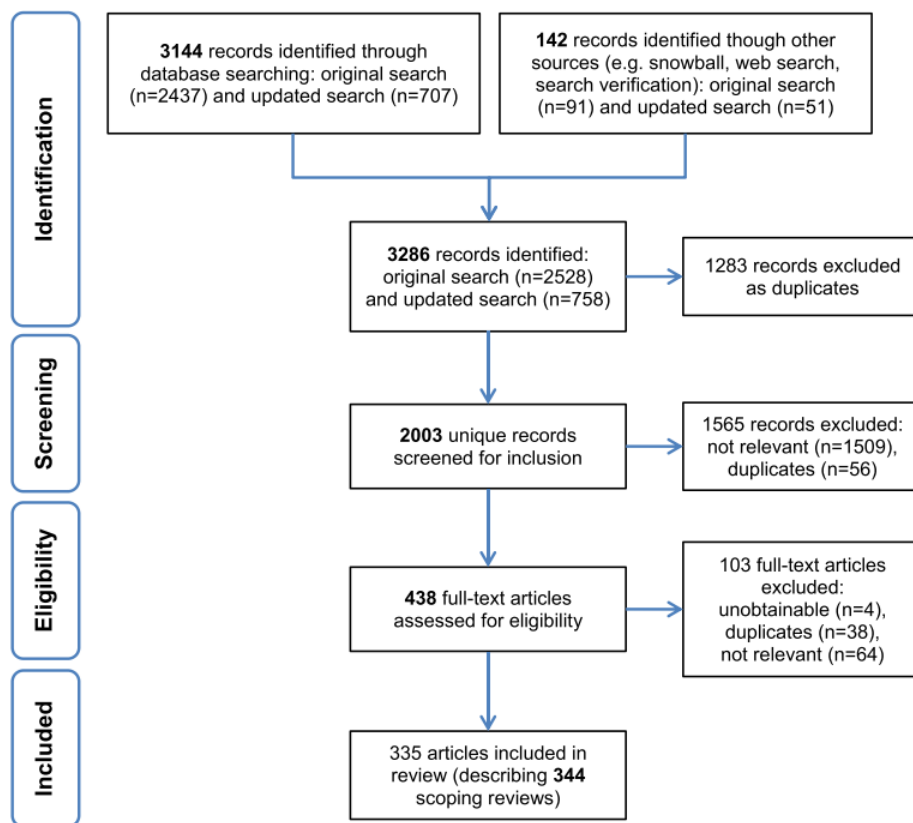 Identification
3144 records identified through
database searching: original search
(n=2437) and updated search (n=707)
142 records identified though other
sources (e.g. snowball, web search,
search verification): original search
(n=91) and updated search (n=51)
3286 records identified:
original search (n=2528)
and updated search (n=758)
1283 records excluded
as duplicates
Screening
2003 unique records
screened for inclusion
1565 records excluded:
not relevant (n=1509),
duplicates (n=56)
Eligibility
438 full-text articles
assessed for eligibility
103 full-text articles
excluded:
unobtainable (n=4),
duplicates (n=38),
not relevant (n=64)
Included
335 articles included in
review (describing 344
scoping reviews)